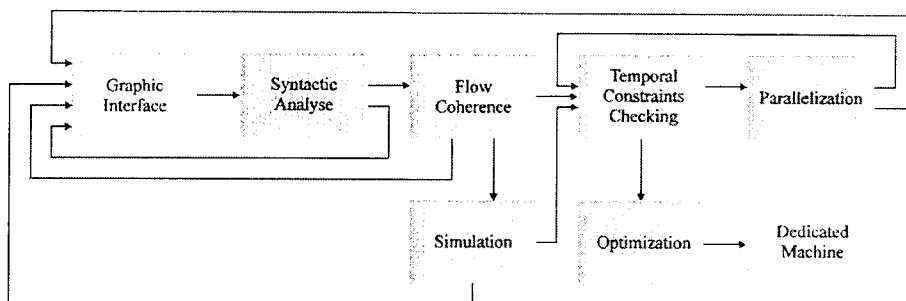 Graphic
Interface
Syntactic
Analyse
Flow
Coherence
Temporal
Constraints
Checking
Parallelization
Simulation
Optimization
Dedicated
Machine